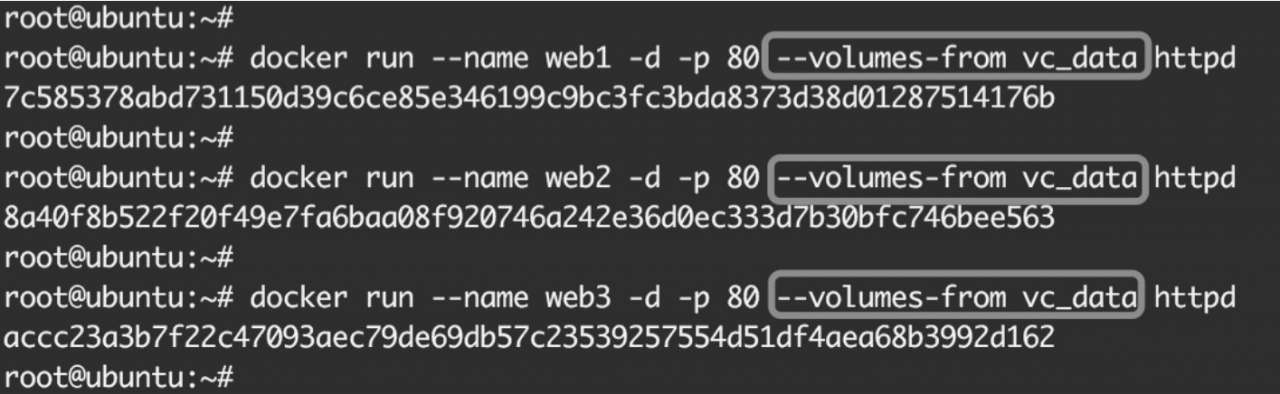 root@ubuntu:~#
root@ubuntu:~# docker run --name web1 -d -p 80 --volumes-from vc_data httpd
7c585378abd731150d39c6ce85e346199c9bc3fc3bda8373d38d01287514176b
root@ubuntu:~#
root@ubuntu:~# docker run --name web2 -d -p 80 --volumes-from vc_data httpd
8a40f8b522f20f49e7fa6baa08f920746a242e36d0ec333d7b30bfc746bee563
root@ubuntu:~#
root@ubuntu:~# docker run --name web3 -d -p 80 --volumes-from vc_data httpd
accc23a3b7f22c47093aec79de69db57c23539257554d51df4aea68b3992d162
root@ubuntu:~#